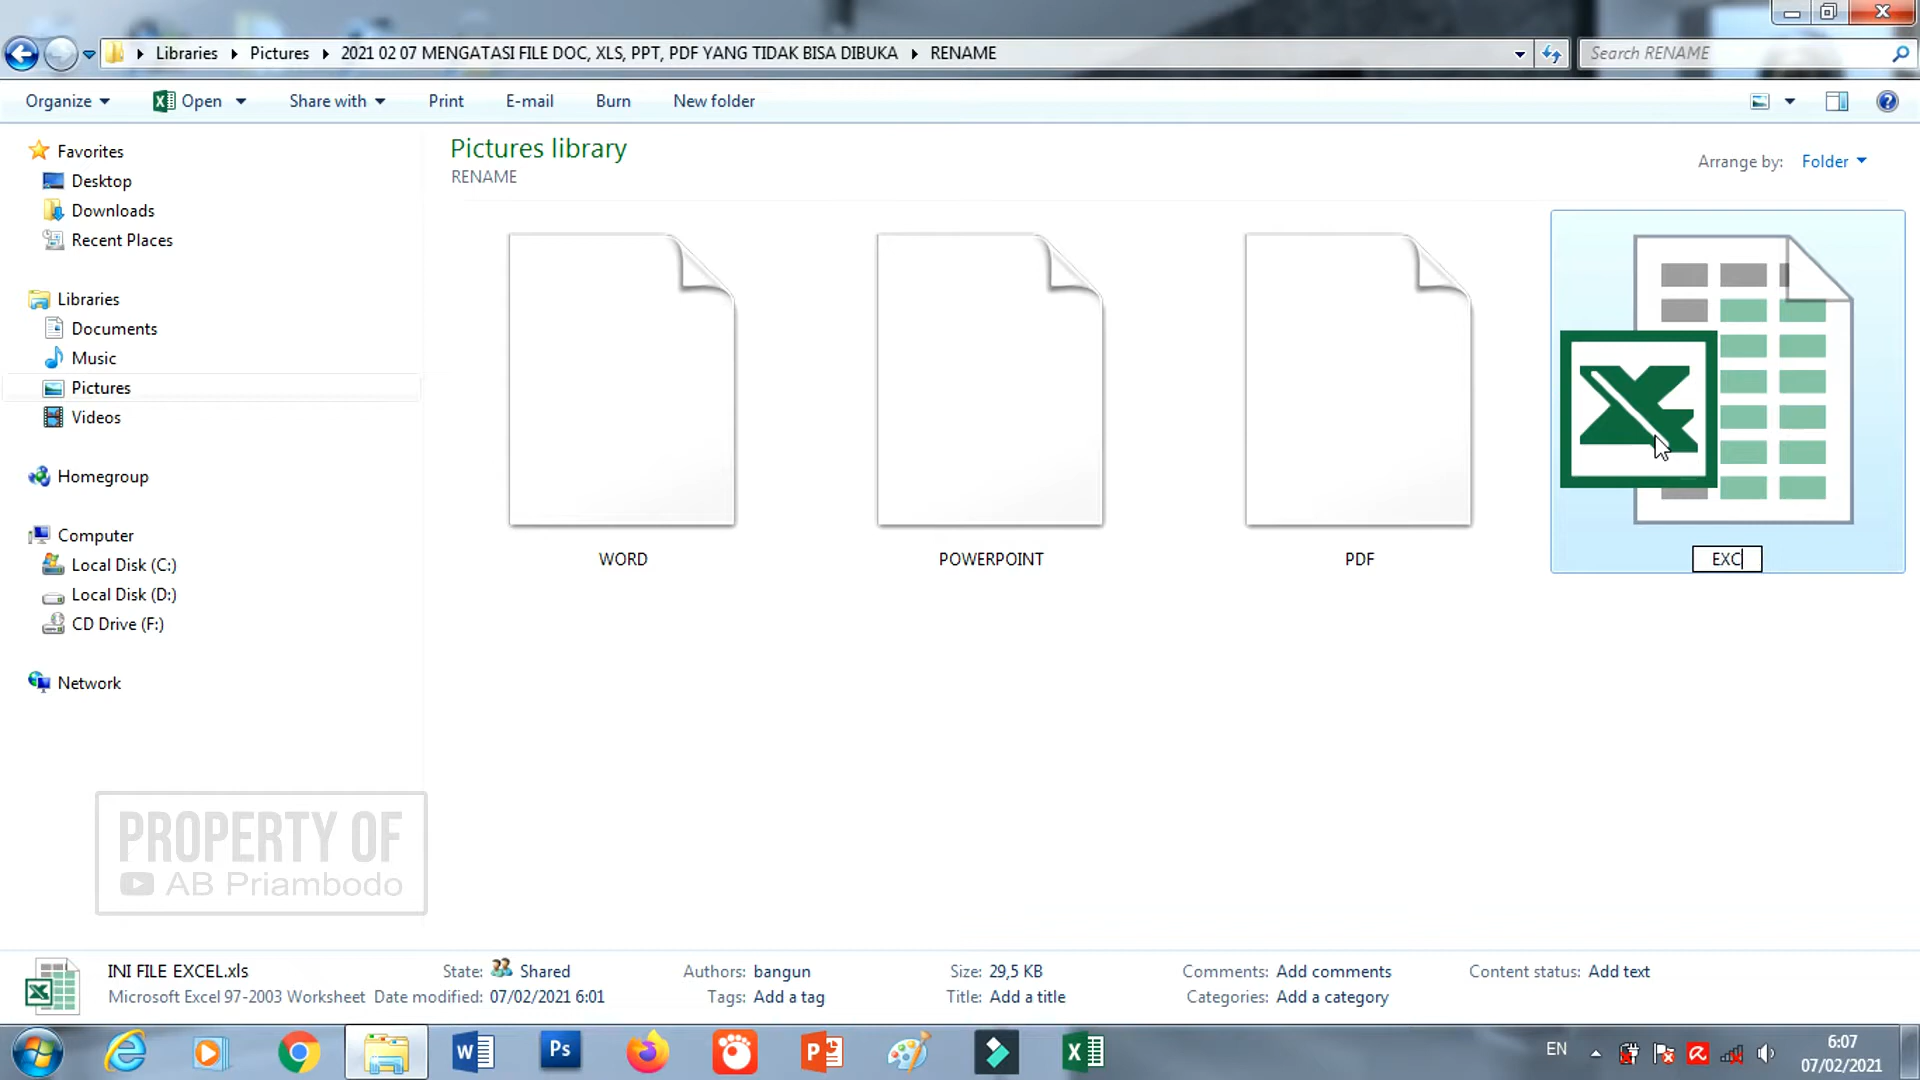 Libraries Pictures 2021 02 07 MENGATASI FILE DOC, XLS, PPT, PDF YANG TIDAK BISA DIBUKA RENAME
Search RENAME
Organize Open Share with Print E-mail Burn New folder
Favorites
Desktop
Downloads
Recent Places
Libraries
Documents
Music
Pictures
Videos
Homegroup
Computer
Local Disk (C:)
Local Disk (D:)
CD Drive (F:)
Network
Pictures library
RENAME
Arrange by: Folder
WORD
POWERPOINT
PDF
EXC
PROPERTY OF
AB Priambodo
INI FILE EXCEL.xls State: Shared Authors: bangun Size: 29,5 KB Comments: Add comments Content status: Add text
Microsoft Excel 97-2003 Worksheet Date modified: 07/02/2021 6:01 Tags: Add a tag Title: Add a title Categories: Add a category
W Ps P X EN 6:07
07/02/2021